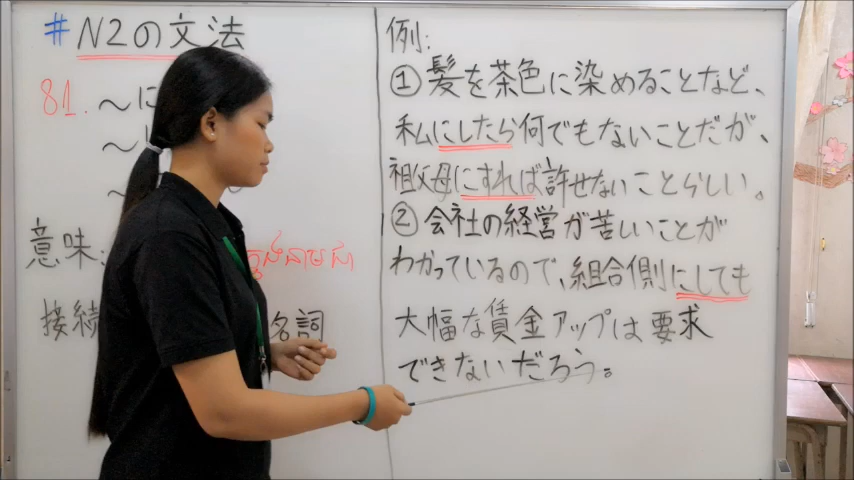 # N2の文法
81. ～に
～
～
意味:
接続
名詞
例:
①髪を茶色に染めることなど、
私にしたら何でもないことだが、
祖父母にすれば許せないことらしい。
②会社の経営が苦しいことが
わかっているので、組合側にしても
大幅な賃金アップは要求
できないだろう。